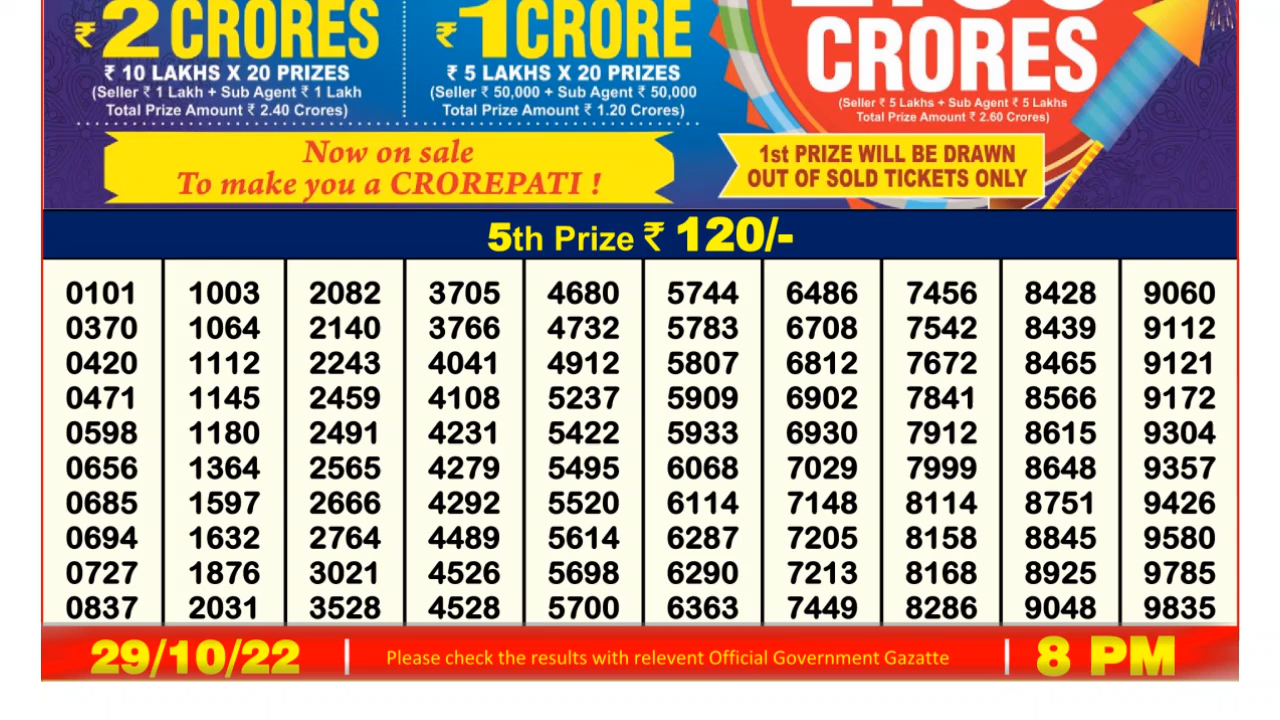 ₹ 2 CRORES
₹ 10 LAKHS X 20 PRIZES
(Seller ₹ 1 Lakh + Sub Agent ₹ 1 Lakh
Total Prize Amount ₹ 2.40 Crores)
₹ 1 CRORE
₹ 5 LAKHS X 20 PRIZES
(Seller ₹ 50,000 + Sub Agent ₹ 50,000
Total Prize Amount ₹ 1.20 Crores)
CRORES
(Seller ₹ 5 Lakhs + Sub Agent ₹ 5 Lakhs
Total Prize Amount ₹ 2.60 Crores)
Now on sale
To make you a CROREPATI !
1st PRIZE WILL BE DRAWN
OUT OF SOLD TICKETS ONLY
5th Prize ₹ 120/-
0101 1003 2082 3705 4680 5744 6486 7456 8428 9060
0370 1064 2140 3766 4732 5783 6708 7542 8439 9112
0420 1112 2243 4041 4912 5807 6812 7672 8465 9121
0471 1145 2459 4108 5237 5909 6902 7841 8566 9172
0598 1180 2491 4231 5422 5933 6930 7912 8615 9304
0656 1364 2565 4279 5495 6068 7029 7999 8648 9357
0685 1597 2666 4292 5520 6114 7148 8114 8751 9426
0694 1632 2764 4489 5614 6287 7205 8158 8845 9580
0727 1876 3021 4526 5698 6290 7213 8168 8925 9785
0837 2031 3528 4528 5700 6363 7449 8286 9048 9835
29/10/22 | Please check the results with relevent Official Government Gazatte | 8 PM